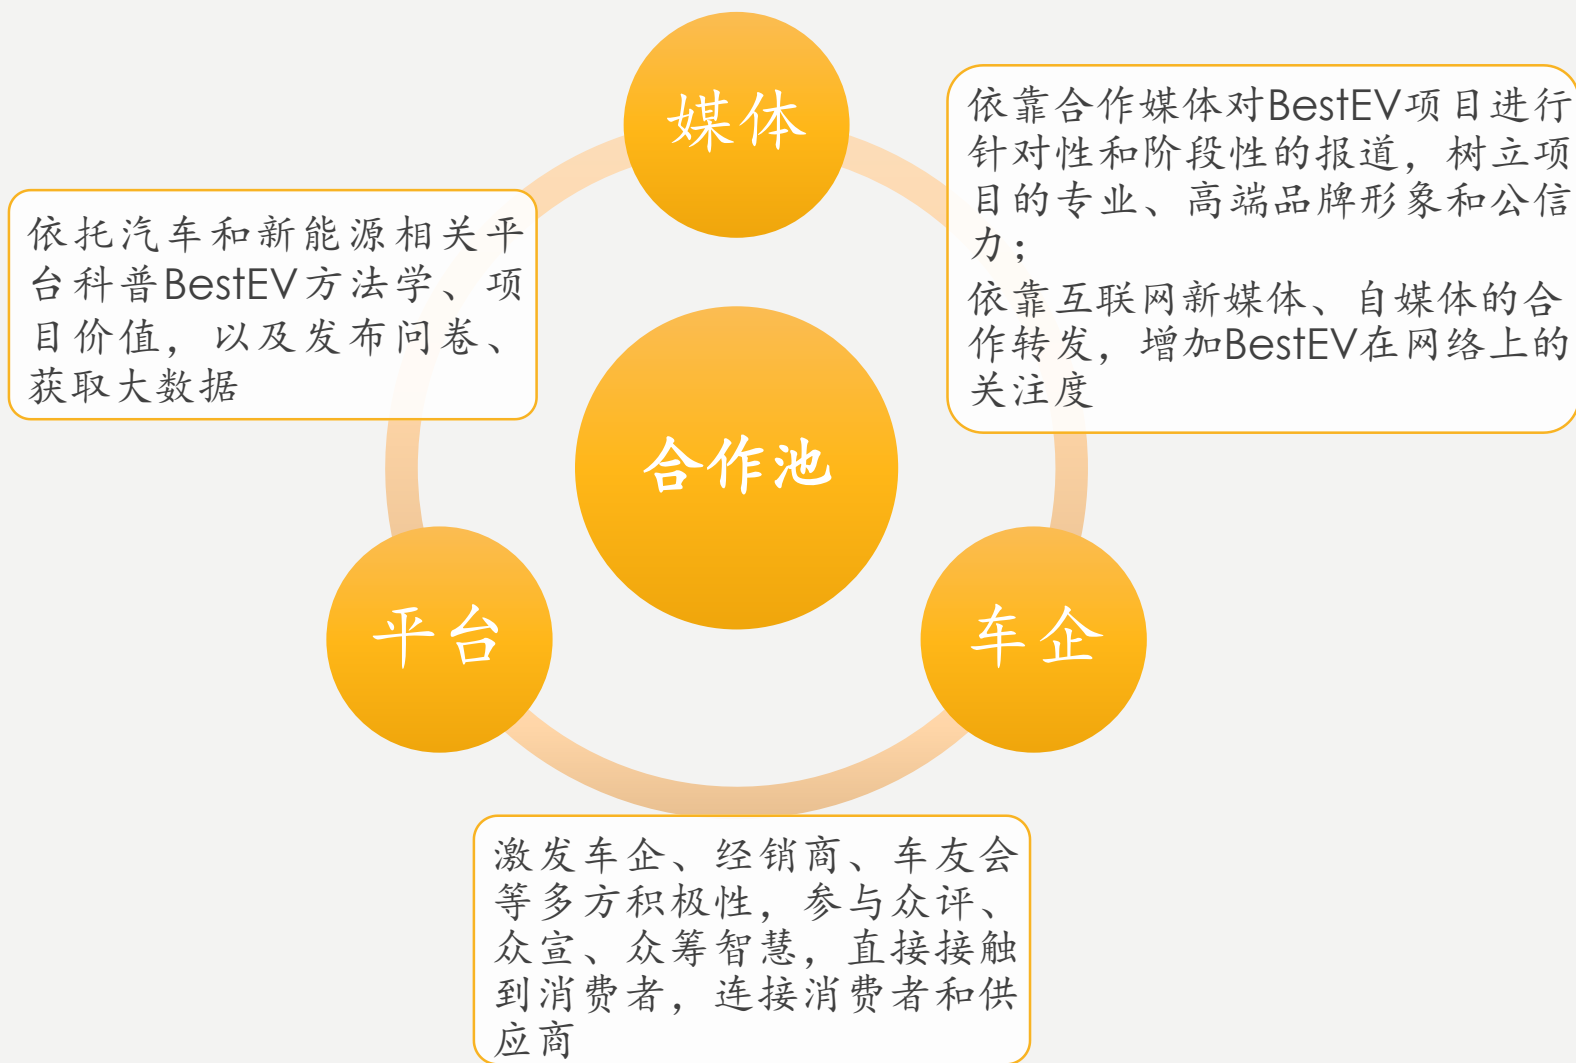 媒体
依靠合作媒体对BestEV项目进行
针对性和阶段性的报道，树立项
目的专业、高端品牌形象和公信
力；
依靠互联网新媒体、自媒体的合
作转发，增加BestEV在网络上的
关注度
依托汽车和新能源相关平
台科普BestEV方法学、项
目价值，以及发布问卷、
获取大数据
合作池
平台
车企
激发车企、经销商、车友会
等多方积极性，参与众评、
众宣、众筹智慧，直接接触
到消费者，连接消费者和供
应商